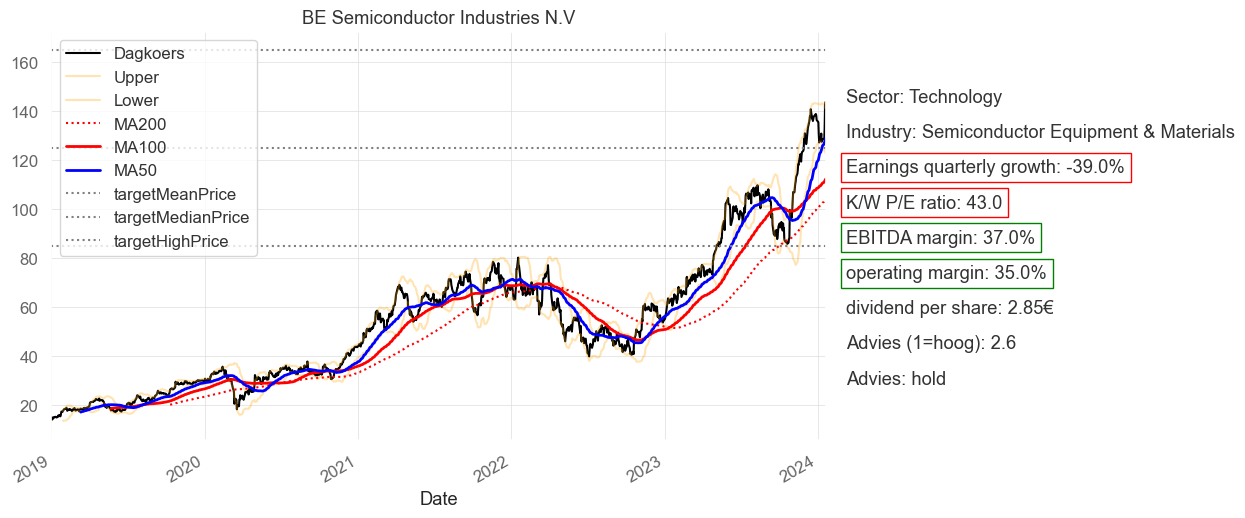 BE Semiconductor Industries N.V
Dagkoers
Upper
Lower
MA200
MA100
MA50
targetMeanPrice
targetMedianPrice
targetHighPrice
160
140
120
100
80
60
40
20
2019
2020
2021
2022
2023
2024
Date
Sector: Technology
Industry: Semiconductor Equipment & Materials
Earnings quarterly growth: -39.0%
K/W P/E ratio: 43.0
EBITDA margin: 37.0%
operating margin: 35.0%
dividend per share: 2.85€
Advies (1=hoog): 2.6
Advies: hold